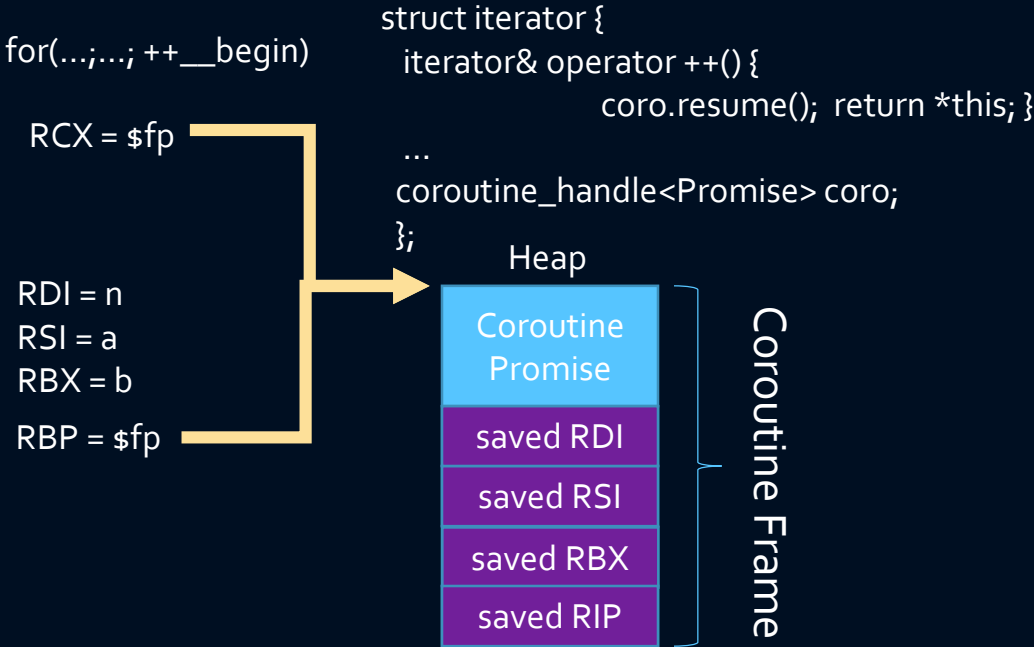 for(...;...; ++__begin)
struct iterator {
iterator& operator ++() {
coro.resume(); return *this; }
...
coroutine_handle<Promise> coro;
};
RCX = $fp
RDI = n
RSI = a
RBX = b
RBP = $fp
Heap
Coroutine
Promise
saved RDI
saved RSI
saved RBX
saved RIP
Coroutine Frame